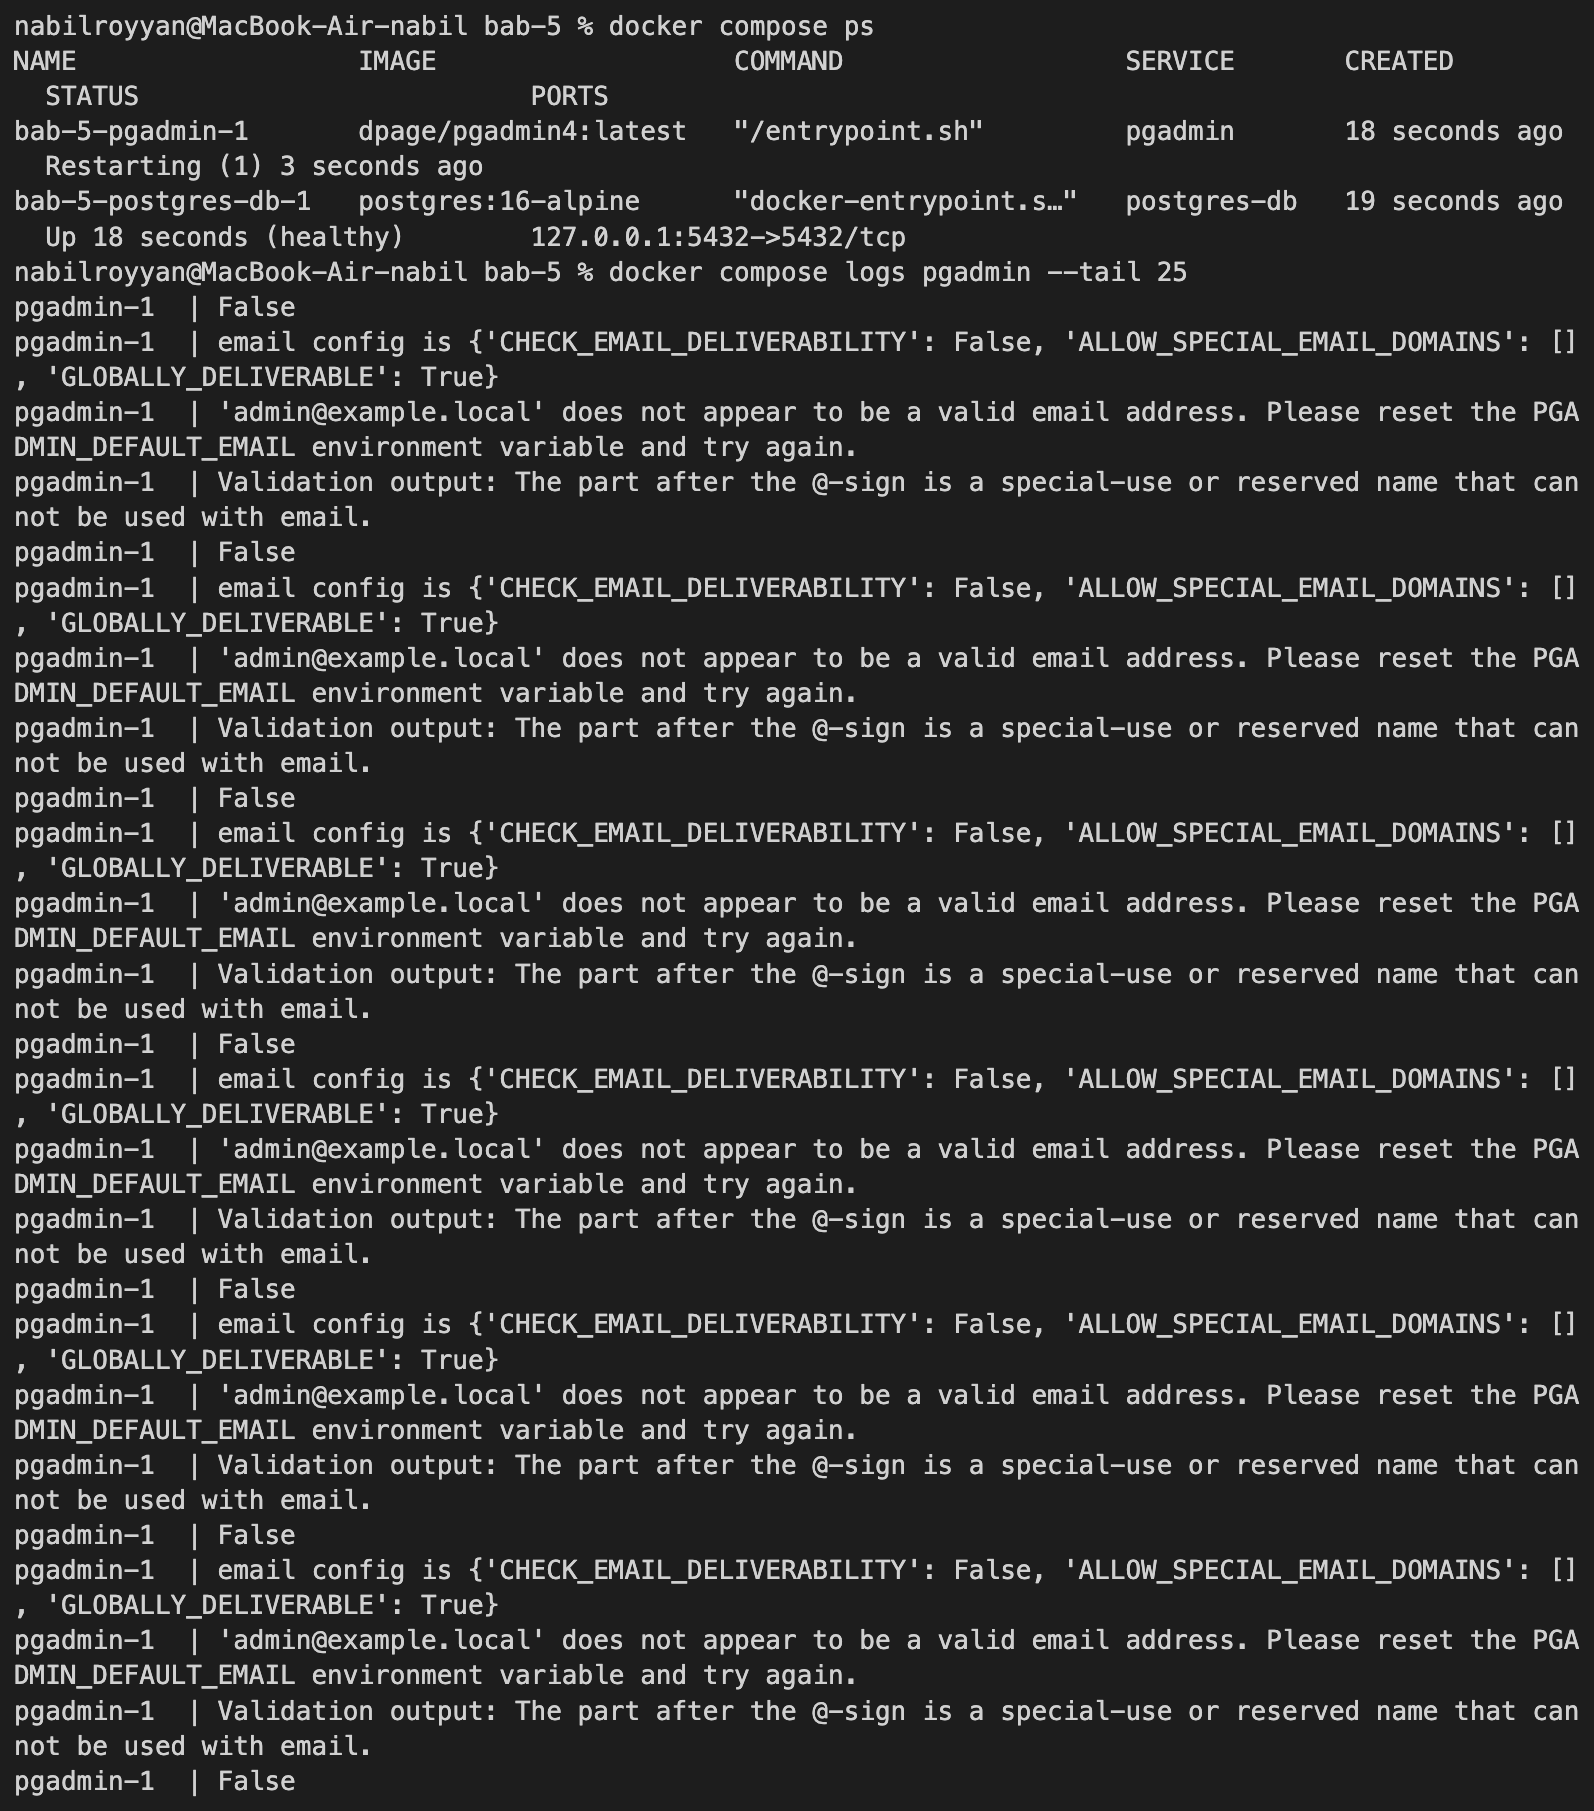 nabilroyyan@MacBook-Air-nabil bab-5 % docker compose ps
NAME                  IMAGE                   COMMAND                  SERVICE       CREATED
  STATUS                         PORTS
bab-5-pgadmin-1       dpage/pgadmin4:latest   "/entrypoint.sh"         pgadmin       18 seconds ago
  Restarting (1) 3 seconds ago
bab-5-postgres-db-1   postgres:16-alpine      "docker-entrypoint.s…"   postgres-db   19 seconds ago
  Up 18 seconds (healthy)        127.0.0.1:5432->5432/tcp
nabilroyyan@MacBook-Air-nabil bab-5 % docker compose logs pgadmin --tail 25
pgadmin-1  | False
pgadmin-1  | email config is {'CHECK_EMAIL_DELIVERABILITY': False, 'ALLOW_SPECIAL_EMAIL_DOMAINS': []
, 'GLOBALLY_DELIVERABLE': True}
pgadmin-1  | 'admin@example.local' does not appear to be a valid email address. Please reset the PGA
DMIN_DEFAULT_EMAIL environment variable and try again.
pgadmin-1  | Validation output: The part after the @-sign is a special-use or reserved name that can
not be used with email.
pgadmin-1  | False
pgadmin-1  | email config is {'CHECK_EMAIL_DELIVERABILITY': False, 'ALLOW_SPECIAL_EMAIL_DOMAINS': []
, 'GLOBALLY_DELIVERABLE': True}
pgadmin-1  | 'admin@example.local' does not appear to be a valid email address. Please reset the PGA
DMIN_DEFAULT_EMAIL environment variable and try again.
pgadmin-1  | Validation output: The part after the @-sign is a special-use or reserved name that can
not be used with email.
pgadmin-1  | False
pgadmin-1  | email config is {'CHECK_EMAIL_DELIVERABILITY': False, 'ALLOW_SPECIAL_EMAIL_DOMAINS': []
, 'GLOBALLY_DELIVERABLE': True}
pgadmin-1  | 'admin@example.local' does not appear to be a valid email address. Please reset the PGA
DMIN_DEFAULT_EMAIL environment variable and try again.
pgadmin-1  | Validation output: The part after the @-sign is a special-use or reserved name that can
not be used with email.
pgadmin-1  | False
pgadmin-1  | email config is {'CHECK_EMAIL_DELIVERABILITY': False, 'ALLOW_SPECIAL_EMAIL_DOMAINS': []
, 'GLOBALLY_DELIVERABLE': True}
pgadmin-1  | 'admin@example.local' does not appear to be a valid email address. Please reset the PGA
DMIN_DEFAULT_EMAIL environment variable and try again.
pgadmin-1  | Validation output: The part after the @-sign is a special-use or reserved name that can
not be used with email.
pgadmin-1  | False
pgadmin-1  | email config is {'CHECK_EMAIL_DELIVERABILITY': False, 'ALLOW_SPECIAL_EMAIL_DOMAINS': []
, 'GLOBALLY_DELIVERABLE': True}
pgadmin-1  | 'admin@example.local' does not appear to be a valid email address. Please reset the PGA
DMIN_DEFAULT_EMAIL environment variable and try again.
pgadmin-1  | Validation output: The part after the @-sign is a special-use or reserved name that can
not be used with email.
pgadmin-1  | False
pgadmin-1  | email config is {'CHECK_EMAIL_DELIVERABILITY': False, 'ALLOW_SPECIAL_EMAIL_DOMAINS': []
, 'GLOBALLY_DELIVERABLE': True}
pgadmin-1  | 'admin@example.local' does not appear to be a valid email address. Please reset the PGA
DMIN_DEFAULT_EMAIL environment variable and try again.
pgadmin-1  | Validation output: The part after the @-sign is a special-use or reserved name that can
not be used with email.
pgadmin-1  | False